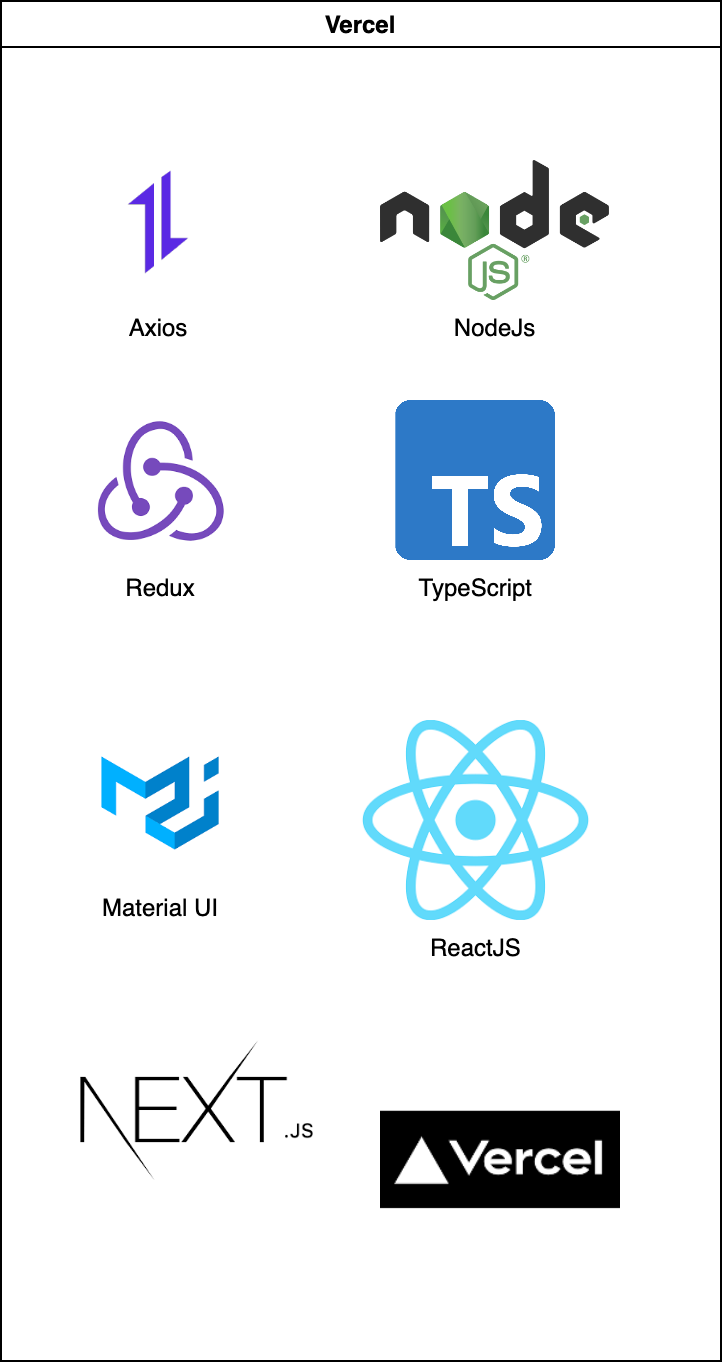 Vercel
node
JS®
Axios
NodeJs
TS
Redux
TypeScript
Material UI
ReactJS
NEXT.JS
Vercel